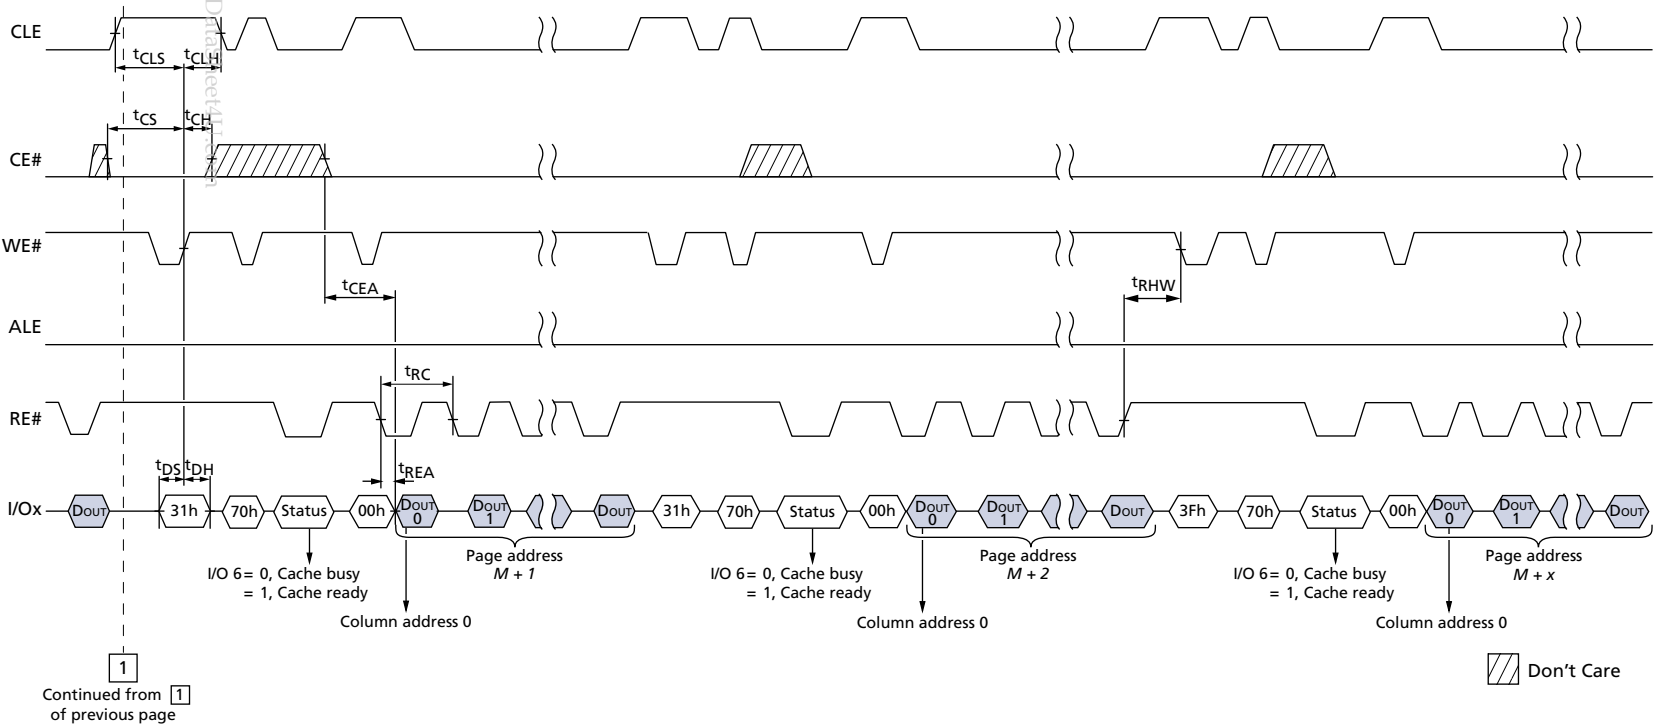 CLE
tCLS
tCLH
DataSheet4U.com
tCS
tCH
CE#
WE#
tCEA
tRHW
ALE
tRC
RE#
tDS
tDH
tREA
I/Ox
DOUT
31h
70h
Status
00h
DOUT 0
DOUT 1
DOUT
31h
70h
Status
00h
DOUT 0
DOUT 1
DOUT
3Fh
70h
Status
00h
DOUT 0
DOUT 1
DOUT
Page address
M + 1
Page address
M + 2
Page address
M + x
I/O 6 = 0, Cache busy
= 1, Cache ready
I/O 6 = 0, Cache busy
= 1, Cache ready
I/O 6 = 0, Cache busy
= 1, Cache ready
Column address 0
Column address 0
Column address 0
1
Continued from 1
of previous page
Don't Care